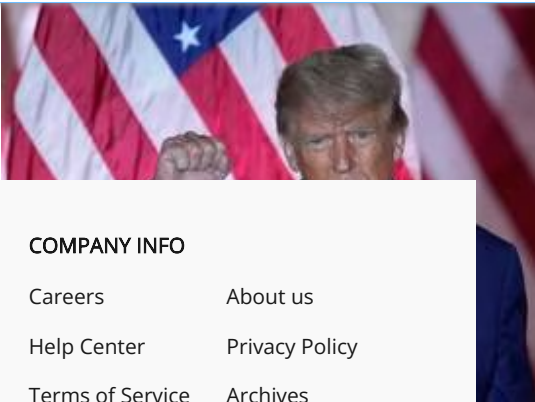 COMPANY INFO
Careers About us
Help Center Privacy Policy
Terms of Service Archives